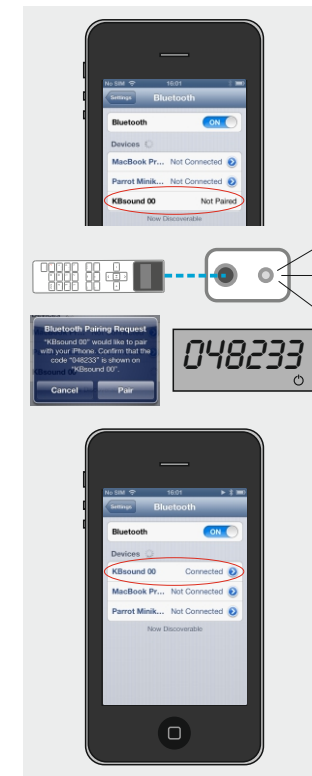 No SIM 16:01
Settings Bluetooth
Bluetooth ON
Devices
MacBook Pr... Not Connected
Parrot Minik... Not Connected
KBsound 00 Not Paired
Now Discoverable
Bluetooth Pairing Request
"KBsound 00" would like to pair
with your iPhone. Confirm that the
code "048233" is shown on
"KBsound 00".
Cancel Pair
048233
No SIM 16:01
Settings Bluetooth
Bluetooth ON
Devices
KBsound 00 Connected
MacBook Pr... Not Connected
Parrot Minik... Not Connected
Now Discoverable